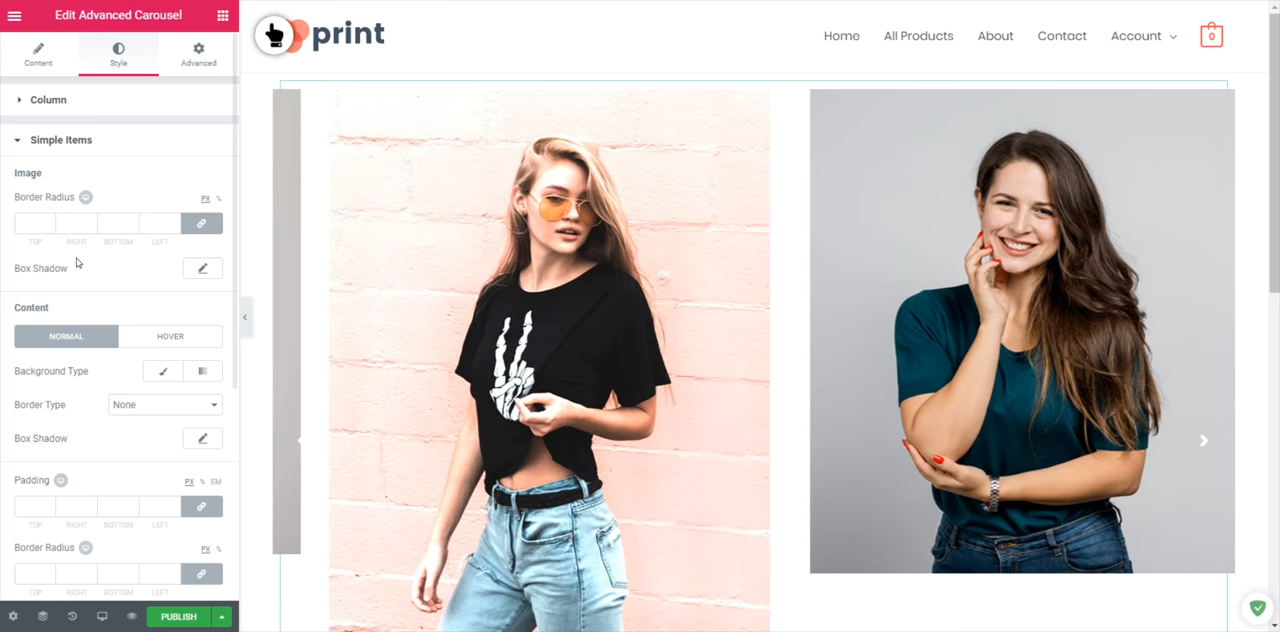 Edit Advanced Carousel
Content
Style
Advanced
Column
Simple Items
Image
Border Radius
PX %
TOP RIGHT BOTTOM LEFT
Box Shadow
Content
NORMAL HOVER
Background Type
Border Type None
Box Shadow
Padding
PX % EM
TOP RIGHT BOTTOM LEFT
Border Radius
PX %
TOP RIGHT BOTTOM LEFT
PUBLISH
print
Home All Products About Contact Account 0